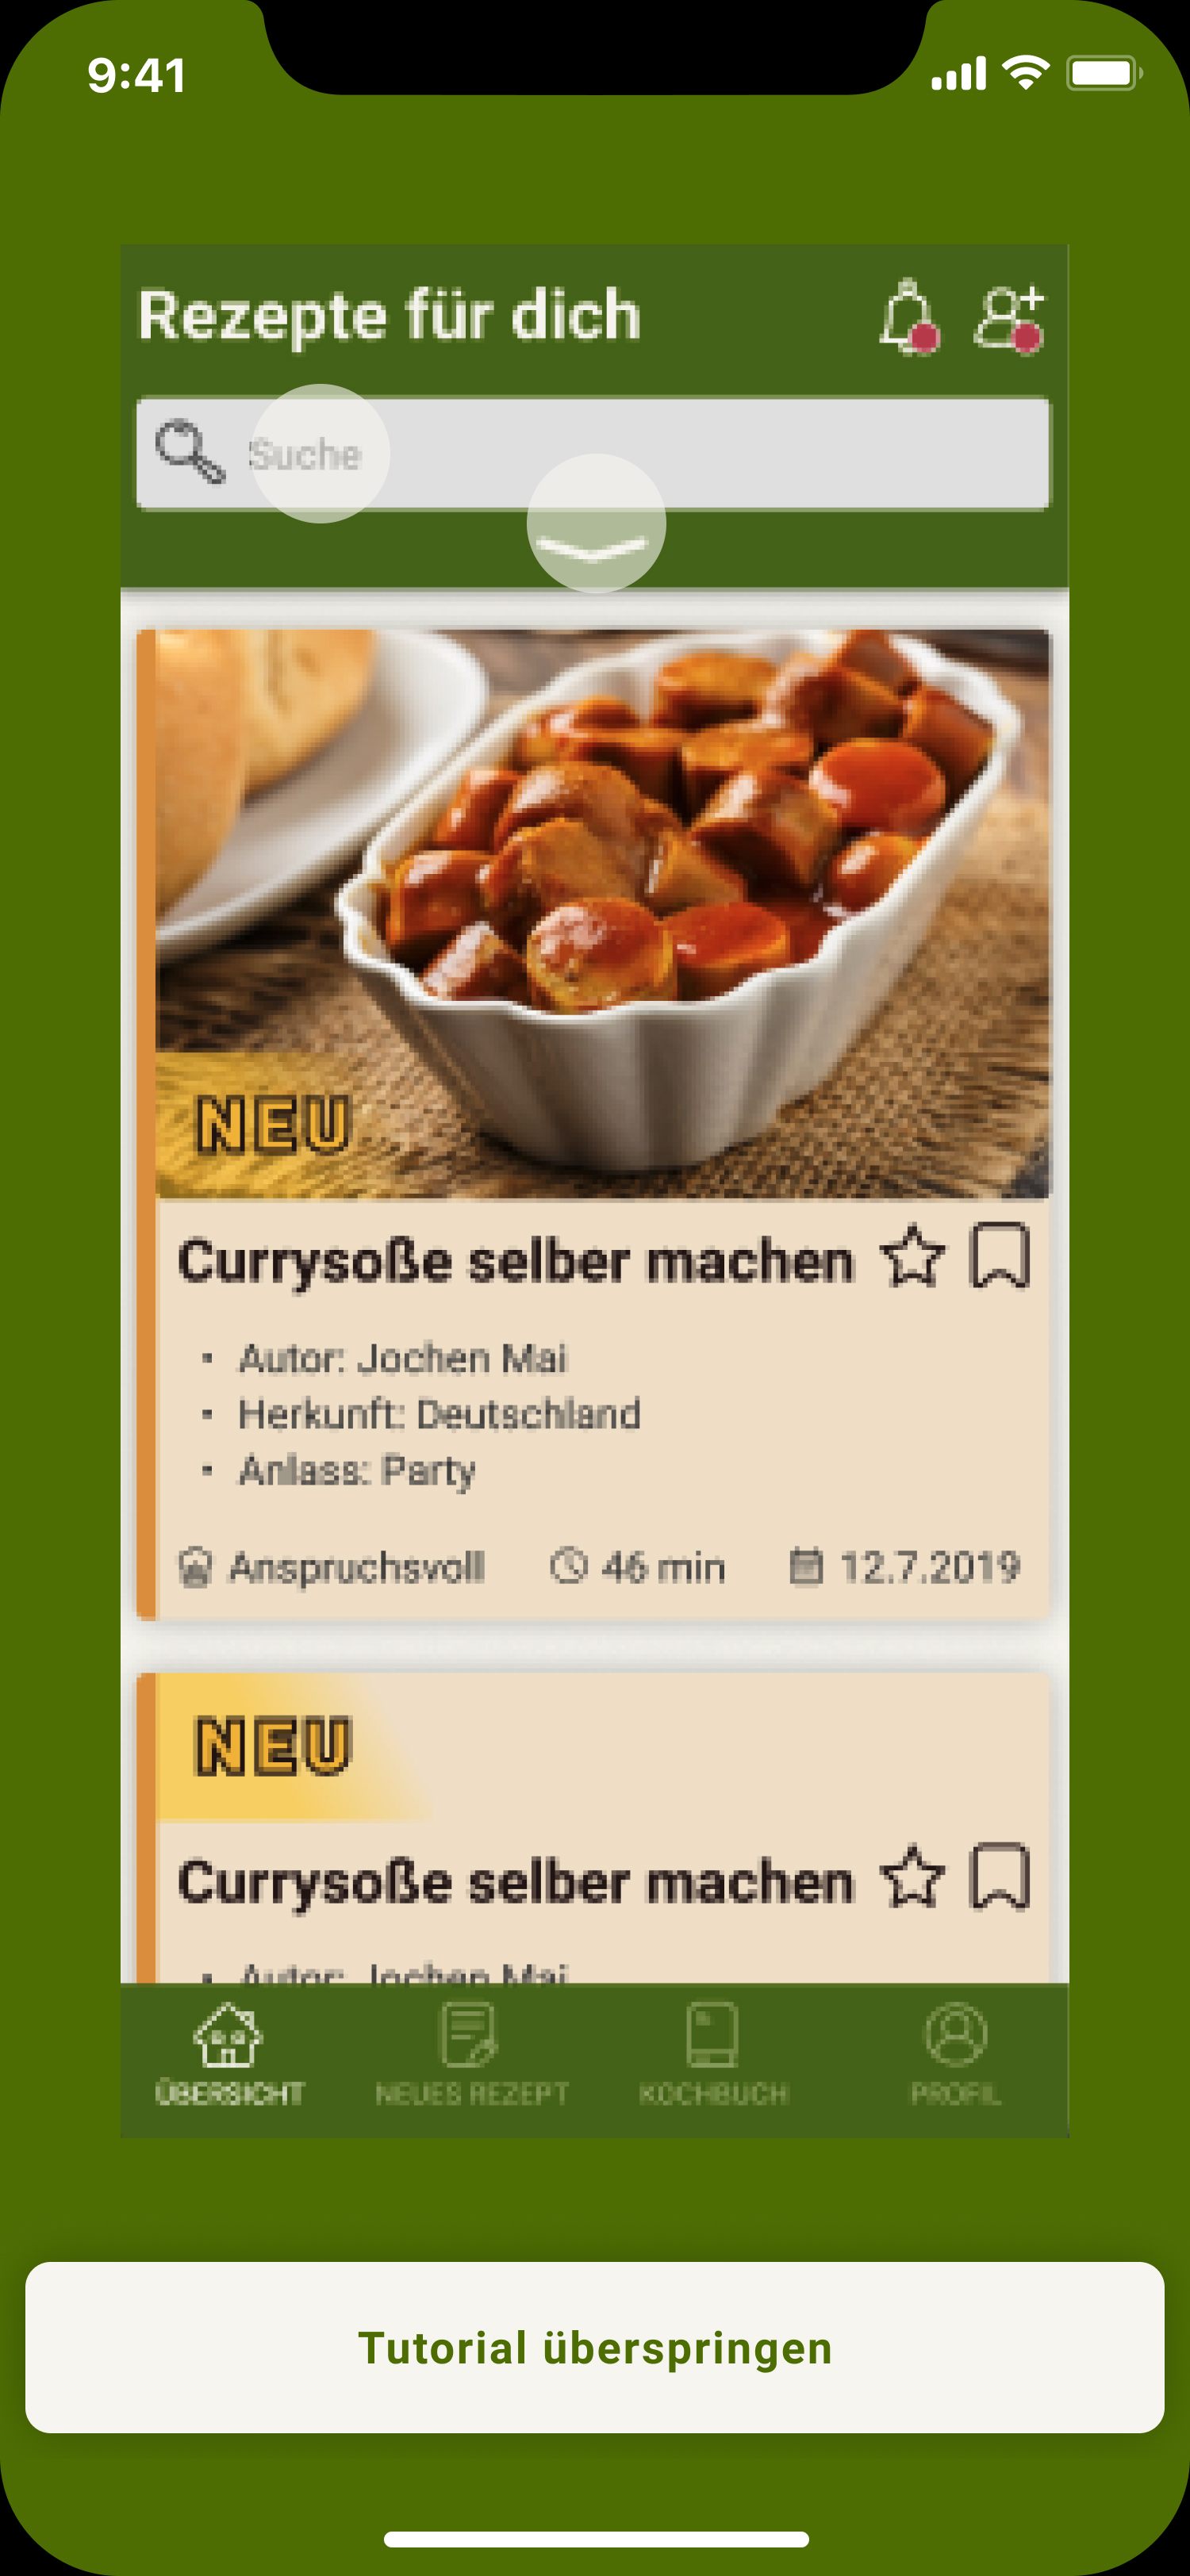 9:41
Rezepte für dich
Suche
NEU
Currysoße selber machen
• Autor: Jochen Mai
• Herkunft: Deutschland
• Anlass: Party
Anspruchsvoll 46 min 12.7.2019
NEU
Currysoße selber machen
• Autor: Jochen Mai
ÜBERSICHT NEUES REZEPT KOCHBUCH PROFIL
Tutorial überspringen